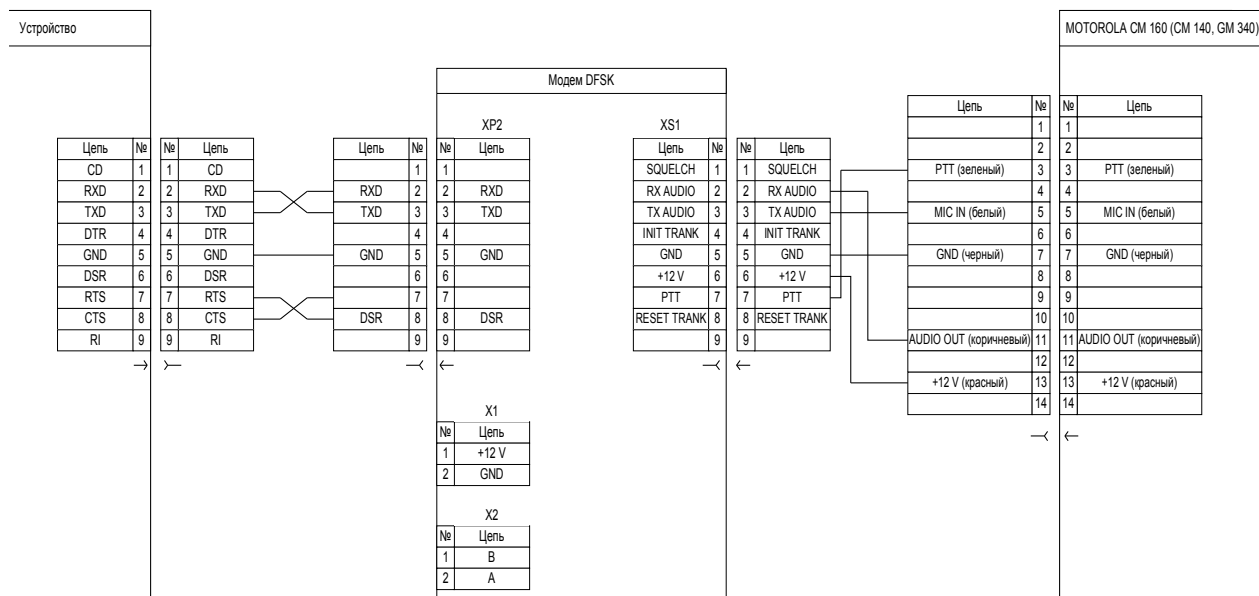 Устройство
MOTOROLA CM 160 (CM 140, GM 340)
Модем DFSK
XP2
XS1
Цепь № № Цепь
CD 1 1 CD
RXD 2 2 RXD
TXD 3 3 TXD
DTR 4 4 DTR
GND 5 5 GND
DSR 6 6 DSR
RTS 7 7 RTS
CTS 8 8 CTS
RI 9 9 RI
Цепь № № Цепь
1 1
RXD 2 2 RXD
TXD 3 3 TXD
4 4
GND 5 5 GND
6 6
7 7
DSR 8 8 DSR
9 9
Цепь № № Цепь
SQUELCH 1 1 SQUELCH
RX AUDIO 2 2 RX AUDIO
TX AUDIO 3 3 TX AUDIO
INIT TRANK 4 4 INIT TRANK
GND 5 5 GND
+12 V 6 6 +12 V
PTT 7 7 PTT
RESET TRANK 8 8 RESET TRANK
9 9
Цепь № № Цепь
1 1
2 2
PTT (зеленый) 3 3 PTT (зеленый)
4 4
MIC IN (белый) 5 5 MIC IN (белый)
6 6
GND (черный) 7 7 GND (черный)
8 8
9 9
10 10
AUDIO OUT (коричневый) 11 11 AUDIO OUT (коричневый)
12 12
+12 V (красный) 13 13 +12 V (красный)
14 14
X1
№ Цепь
1 +12 V
2 GND
X2
№ Цепь
1 B
2 A